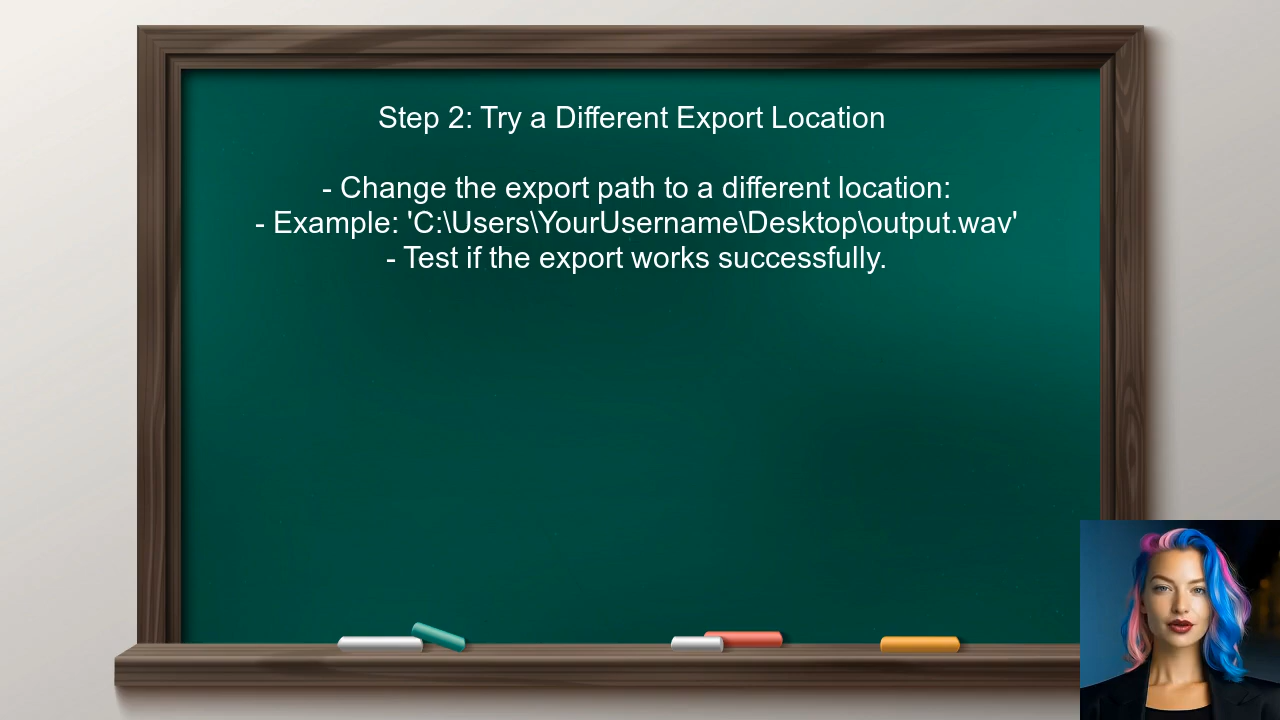 Step 2: Try a Different Export Location
- Change the export path to a different location:
- Example: 'C:\Users\YourUsername\Desktop\output.wav'
- Test if the export works successfully.